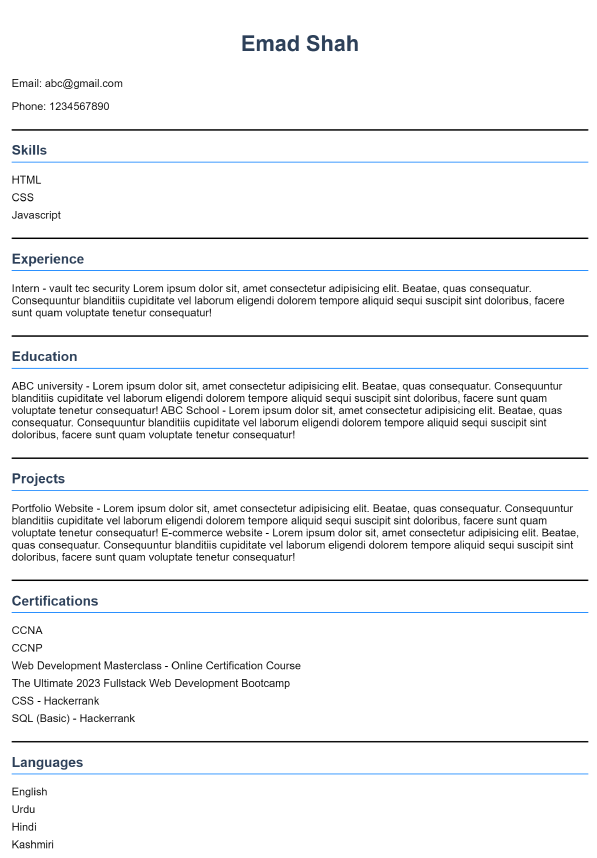 Emad Shah
Email: abc@gmail.com
Phone: 1234567890
Skills
HTML
CSS
Javascript
Experience
Intern - vault tec security Lorem ipsum dolor sit, amet consectetur adipisicing elit. Beatae, quas consequatur.
Consequuntur blanditiis cupiditate vel laborum eligendi dolorem tempore aliquid sequi suscipit sint doloribus, facere
sunt quam voluptate tenetur consequatur!
Education
ABC university - Lorem ipsum dolor sit, amet consectetur adipisicing elit. Beatae, quas consequatur. Consequuntur
blanditiis cupiditate vel laborum eligendi dolorem tempore aliquid sequi suscipit sint doloribus, facere sunt quam
voluptate tenetur consequatur! ABC School - Lorem ipsum dolor sit, amet consectetur adipisicing elit. Beatae, quas
consequatur. Consequuntur blanditiis cupiditate vel laborum eligendi dolorem tempore aliquid sequi suscipit sint
doloribus, facere sunt quam voluptate tenetur consequatur!
Projects
Portfolio Website - Lorem ipsum dolor sit, amet consectetur adipisicing elit. Beatae, quas consequatur. Consequuntur
blanditiis cupiditate vel laborum eligendi dolorem tempore aliquid sequi suscipit sint doloribus, facere sunt quam
voluptate tenetur consequatur! E-commerce website - Lorem ipsum dolor sit, amet consectetur adipisicing elit. Beatae,
quas consequatur. Consequuntur blanditiis cupiditate vel laborum eligendi dolorem tempore aliquid sequi suscipit sint
doloribus, facere sunt quam voluptate tenetur consequatur!
Certifications
CCNA
CCNP
Web Development Masterclass - Online Certification Course
The Ultimate 2023 Fullstack Web Development Bootcamp
CSS - Hackerrank
SQL (Basic) - Hackerrank
Languages
English
Urdu
Hindi
Kashmiri